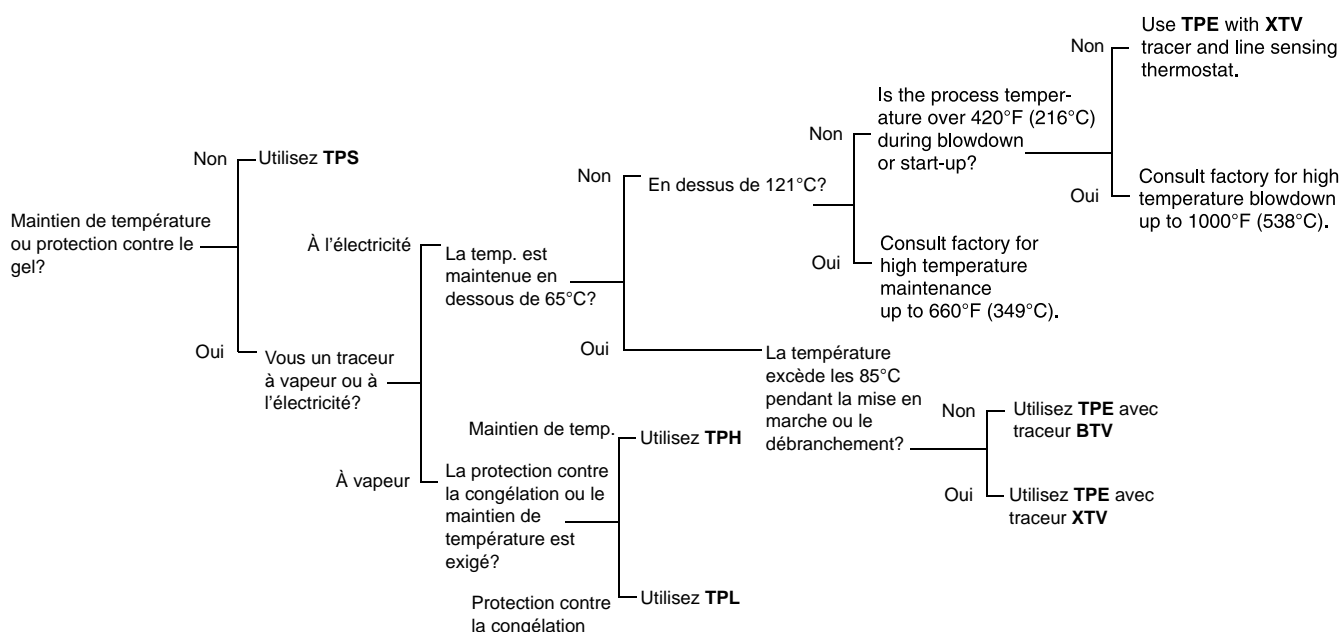 Maintien de température
ou protection contre le
gel?
Non
Utilisez TPS
Oui
Vous un traceur
à vapeur ou à
l'électricité?
À l'électricité
La temp. est
maintenue en
dessous de 65°C?
Non
En dessus de 121°C?
Non
Is the process temper-
ature over 420°F (216°C)
during blowdown
or start-up?
Non
Use TPE with XTV
tracer and line sensing
thermostat.
Oui
Consult factory for high
temperature blowdown
up to 1000°F (538°C).
Oui
Consult factory for
high temperature
maintenance
up to 660°F (349°C).
Oui
La température
excède les 85°C
pendant la mise en
marche ou le
débranchement?
Non
Utilisez TPE avec
traceur BTV
Oui
Utilisez TPE avec
traceur XTV
À vapeur
La protection contre
la congélation ou le
maintien de
température est
exigé?
Maintien de temp.
Utilisez TPH
Protection contre
la congélation
Utilisez TPL